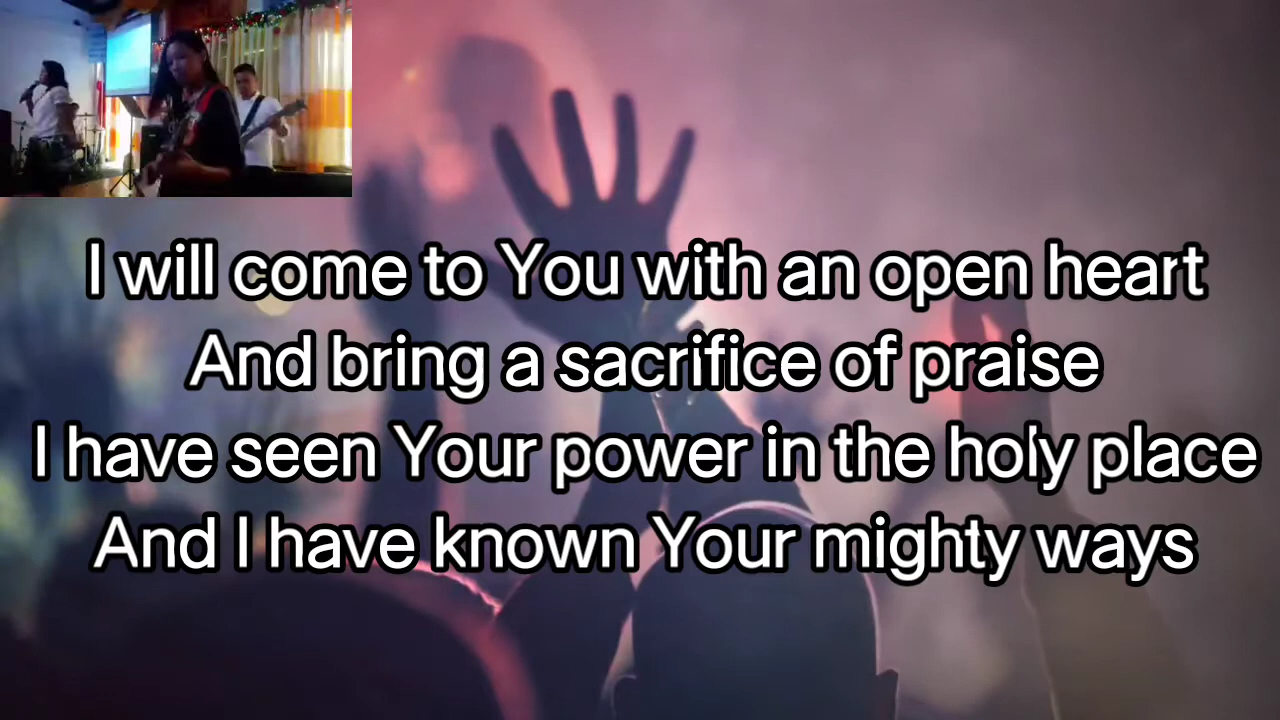 I will come to You with an open heart
And bring a sacrifice of praise
I have seen Your power in the holy place
And I have known Your mighty ways